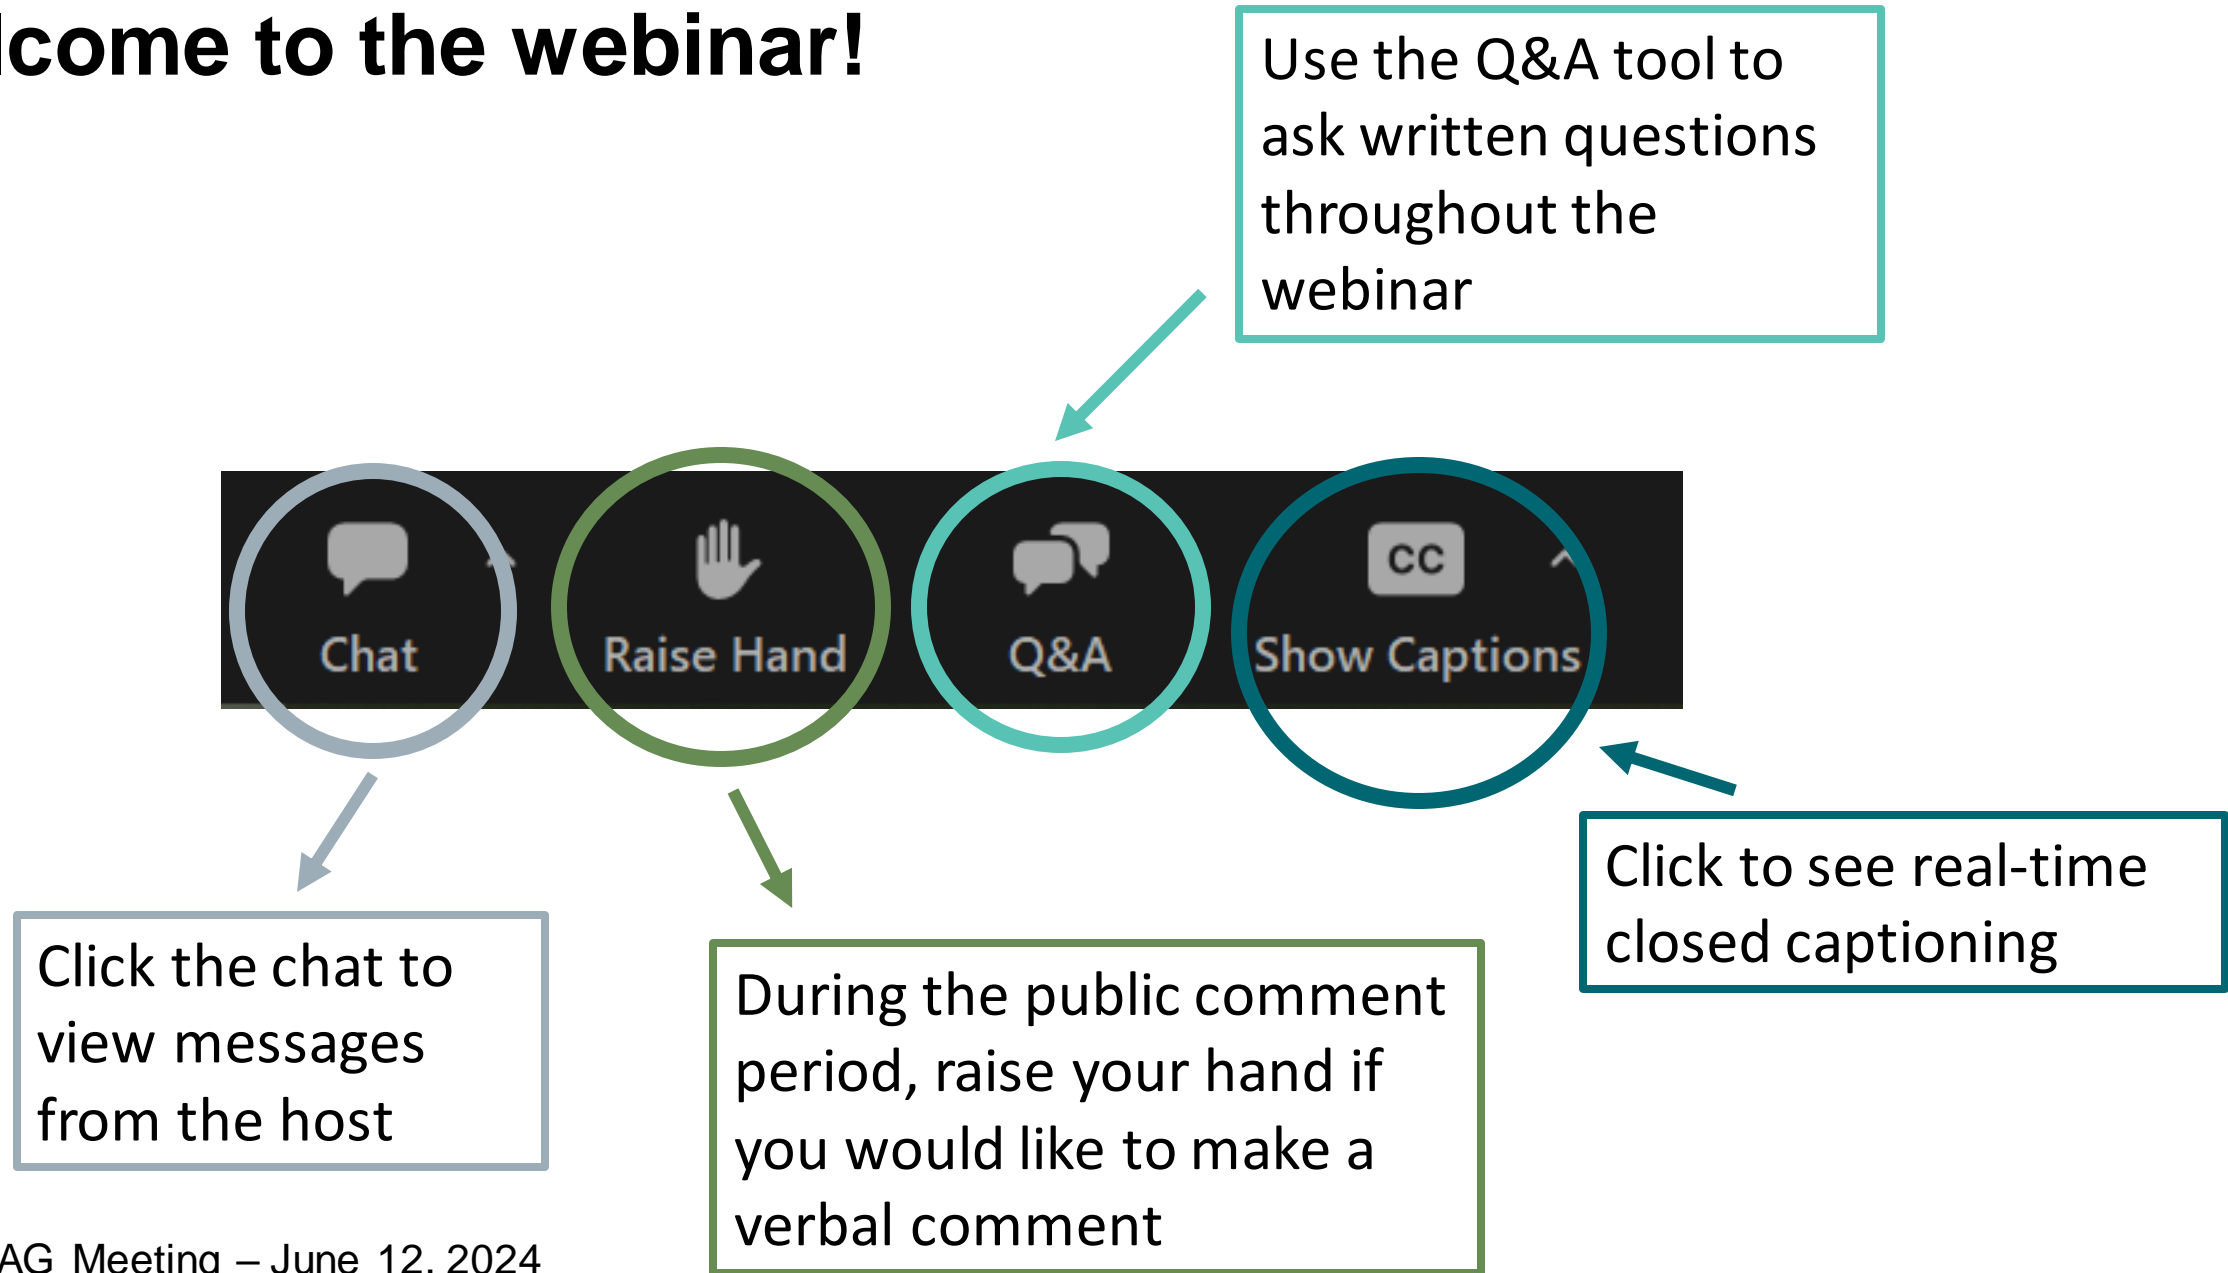 lcome to the webinar!
Use the Q&A tool to
ask written questions
throughout the
webinar
Chat
Raise Hand
Q&A
CC
Show Captions
Click to see real-time
closed captioning
Click the chat to
view messages
from the host
During the public comment
period, raise your hand if
you would like to make a
verbal comment
AG Meeting – June 12, 2024